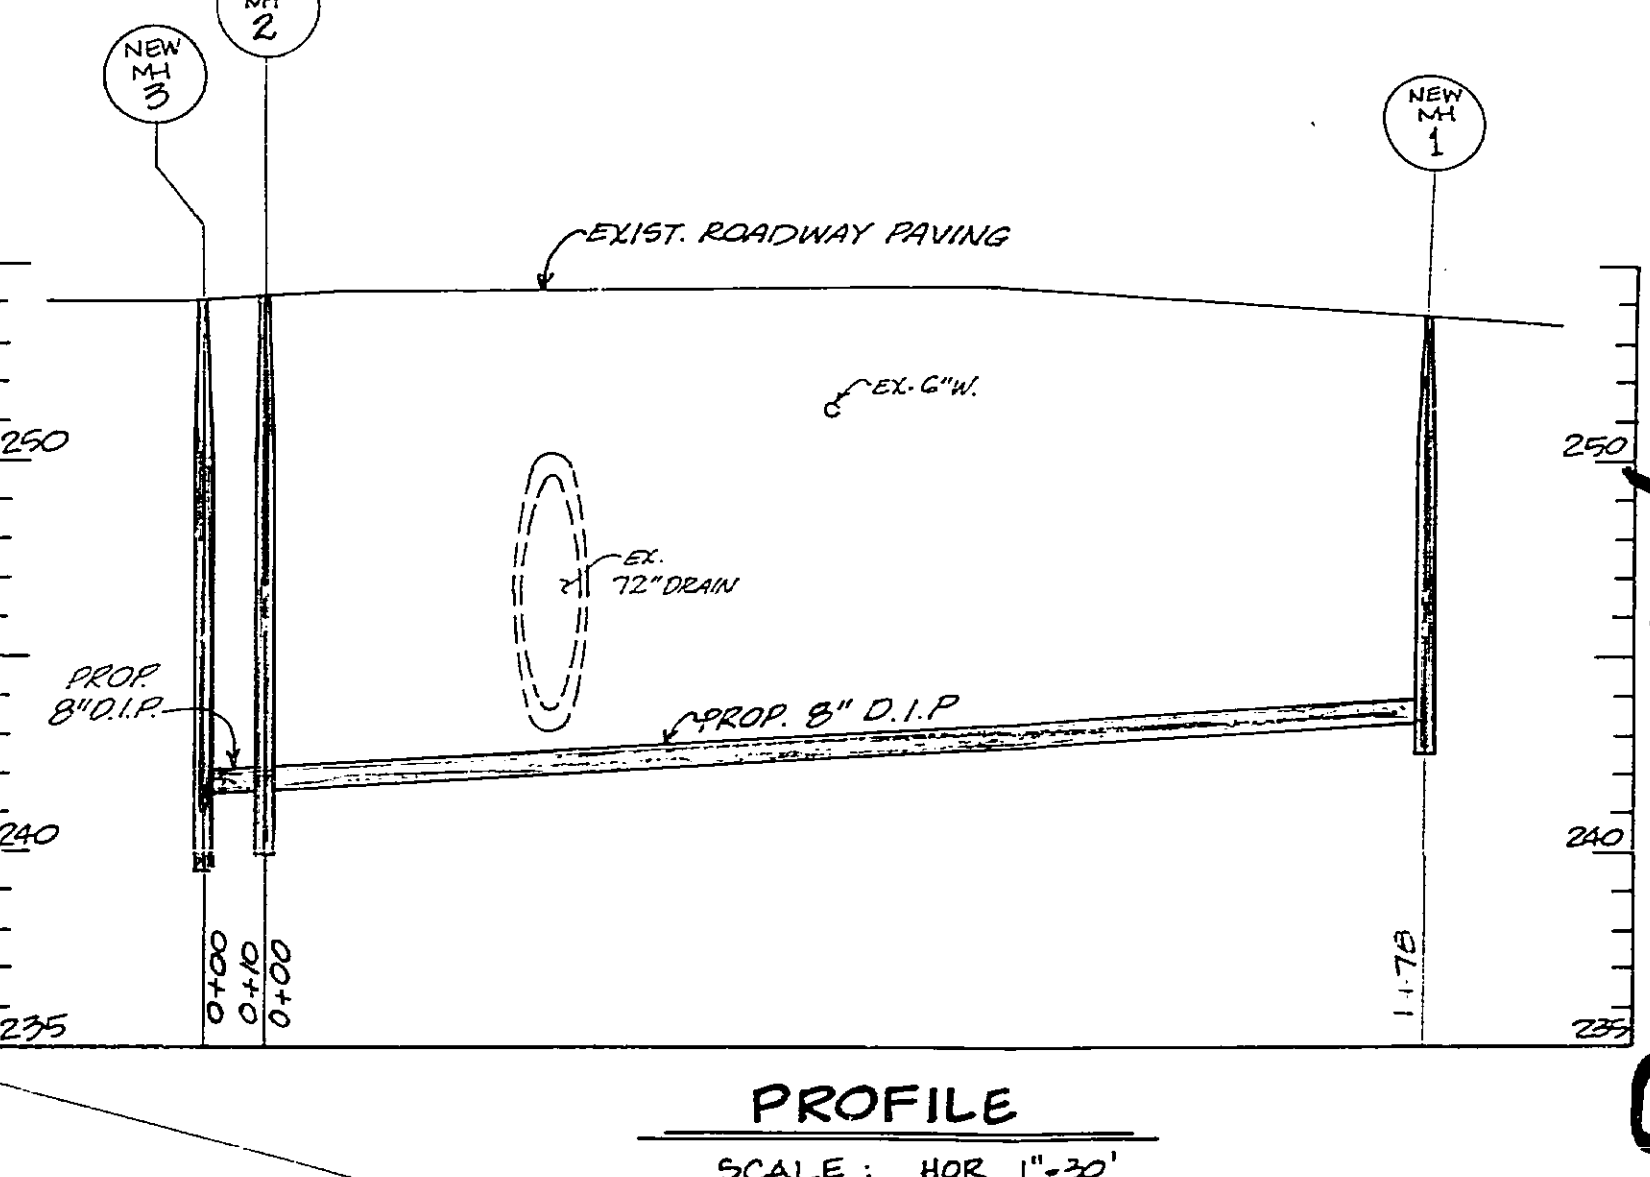 MH
2
NEW
MH
3
NEW
MH
1
EXIST. ROADWAY PAVING
EX. 6"W.
250
250
EX.
72" DRAIN
PROP.
8" D.I.P.
PROP. 8" D.I.P
240
240
0+00
0+10
0+00
1+78
235
235
PROFILE
SCALE: HOR 1"=30'